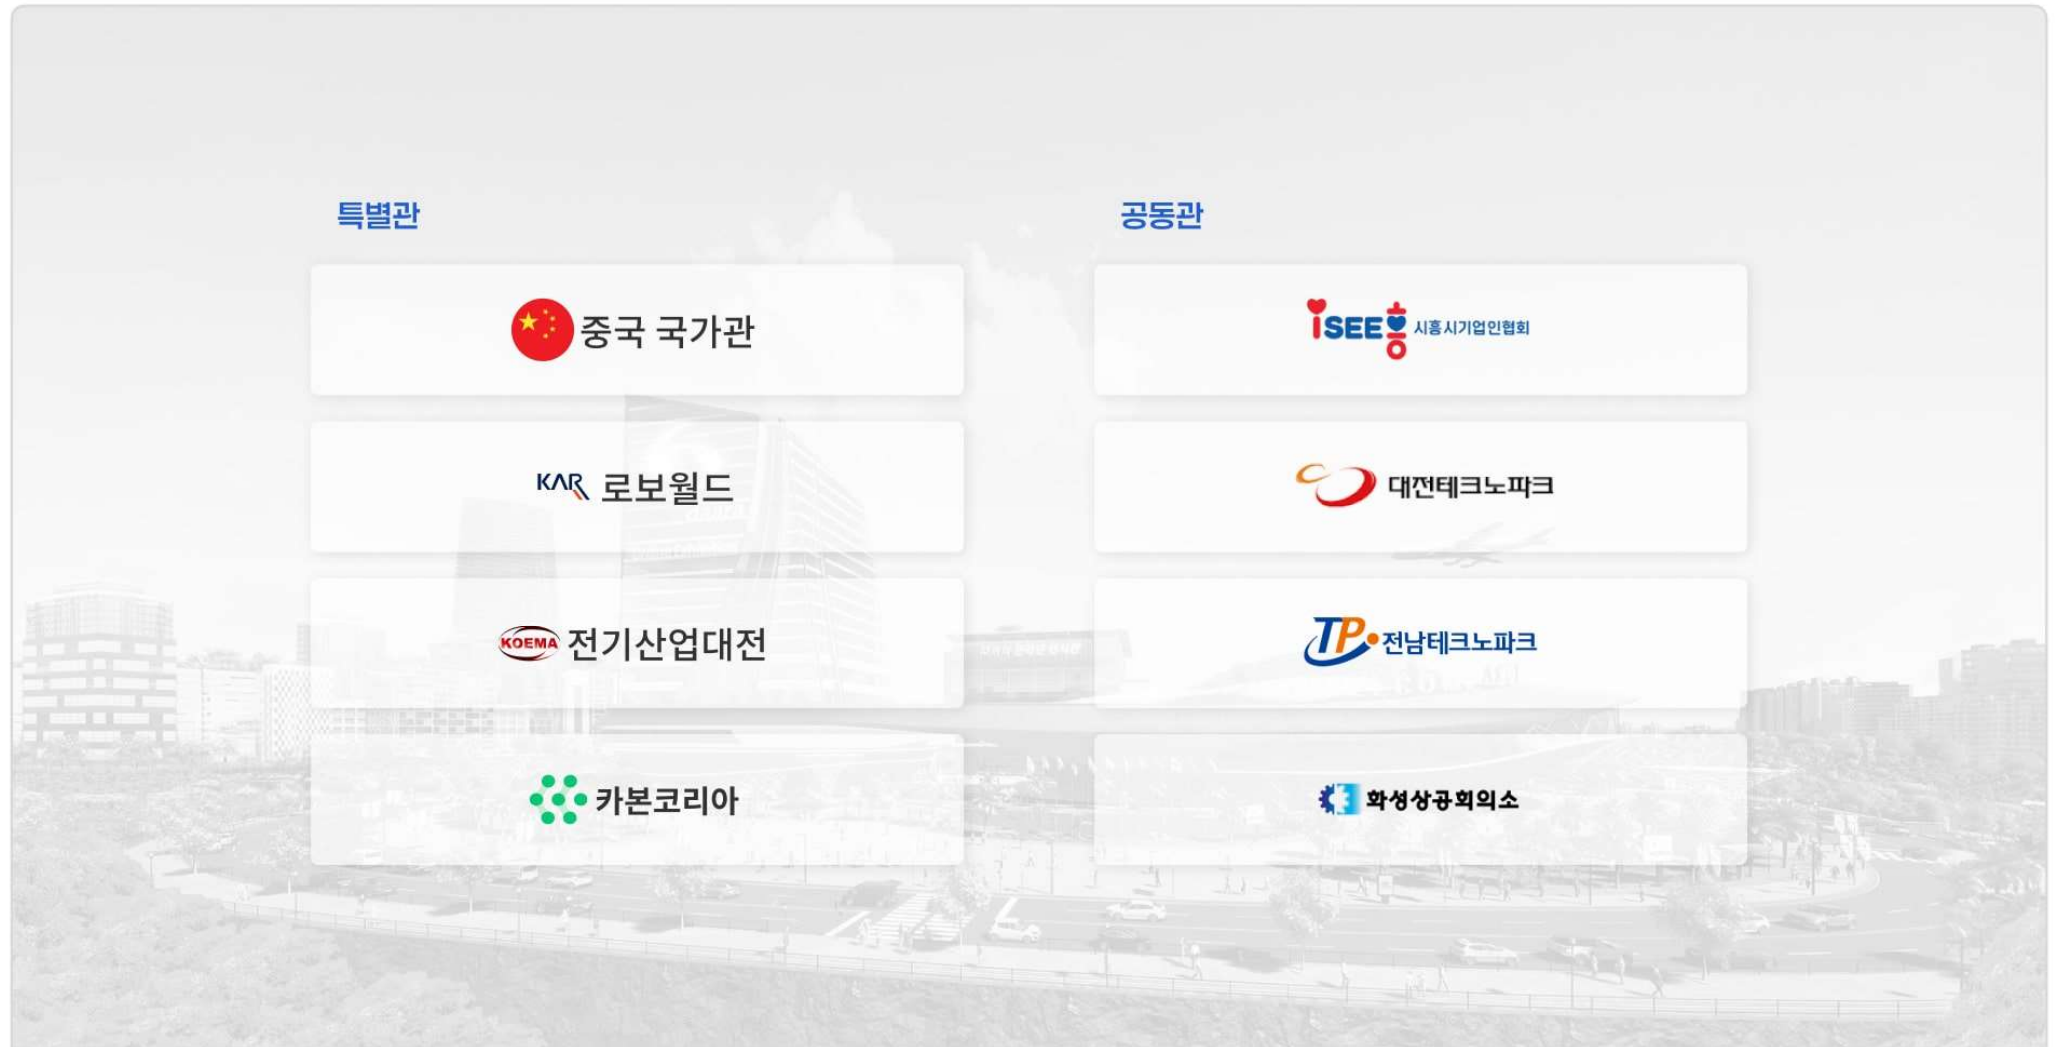 특별관
중국 국가관
KAR 로보월드
KOEMA 전기산업대전
카본코리아
공동관
iSEE흥 시흥시기업인협회
대전테크노파크
TP 전남테크노파크
화성상공회의소